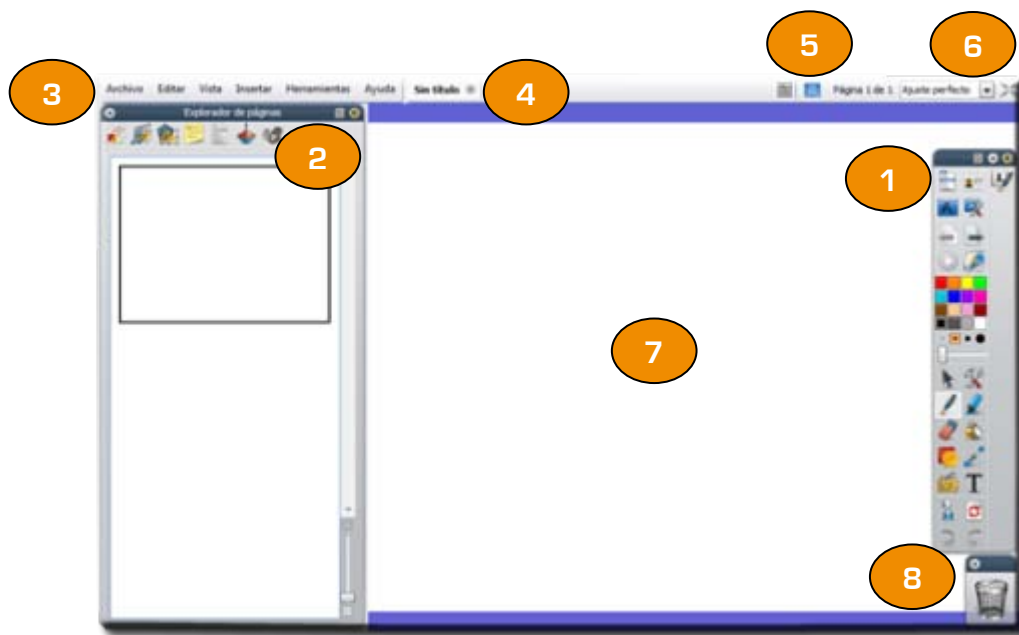 5
6
3
4
Archivo Editar Vista Insertar Herramientas Ayuda Sin título
Página 1 de 1 Ajuste perfecto
Explorador de páginas
2
1
T
7
8